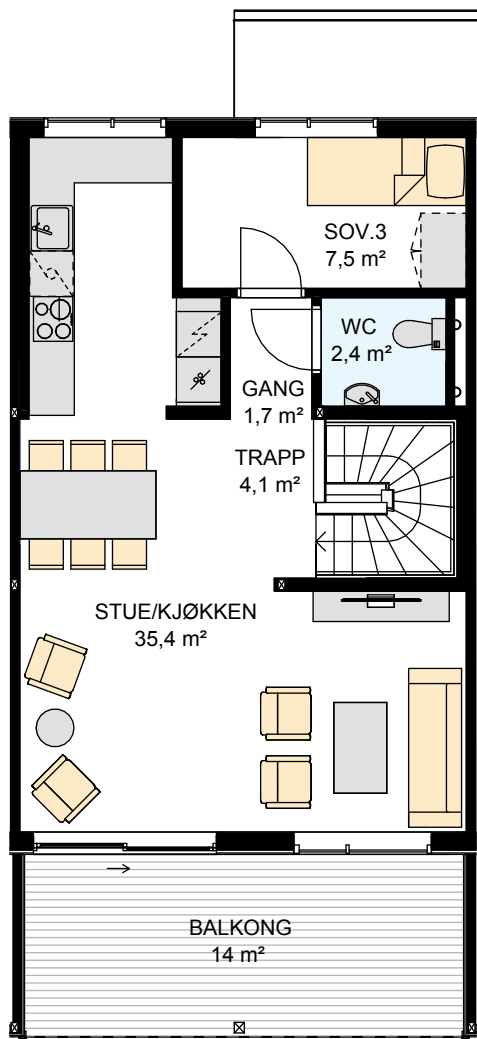 SOV.3
7,5 m²
WC
2,4 m²
GANG
1,7 m²
TRAPP
4,1 m²
STUE/KJØKKEN
35,4 m²
BALKONG
14 m²